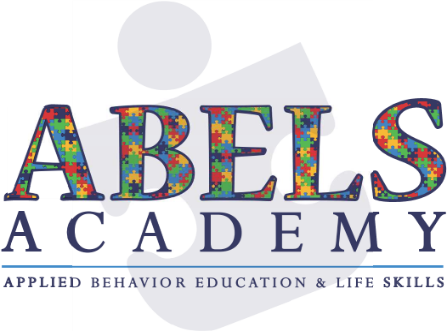 ABELS
ACADEMY
APPLIED BEHAVIOR EDUCATION & LIFE SKILLS